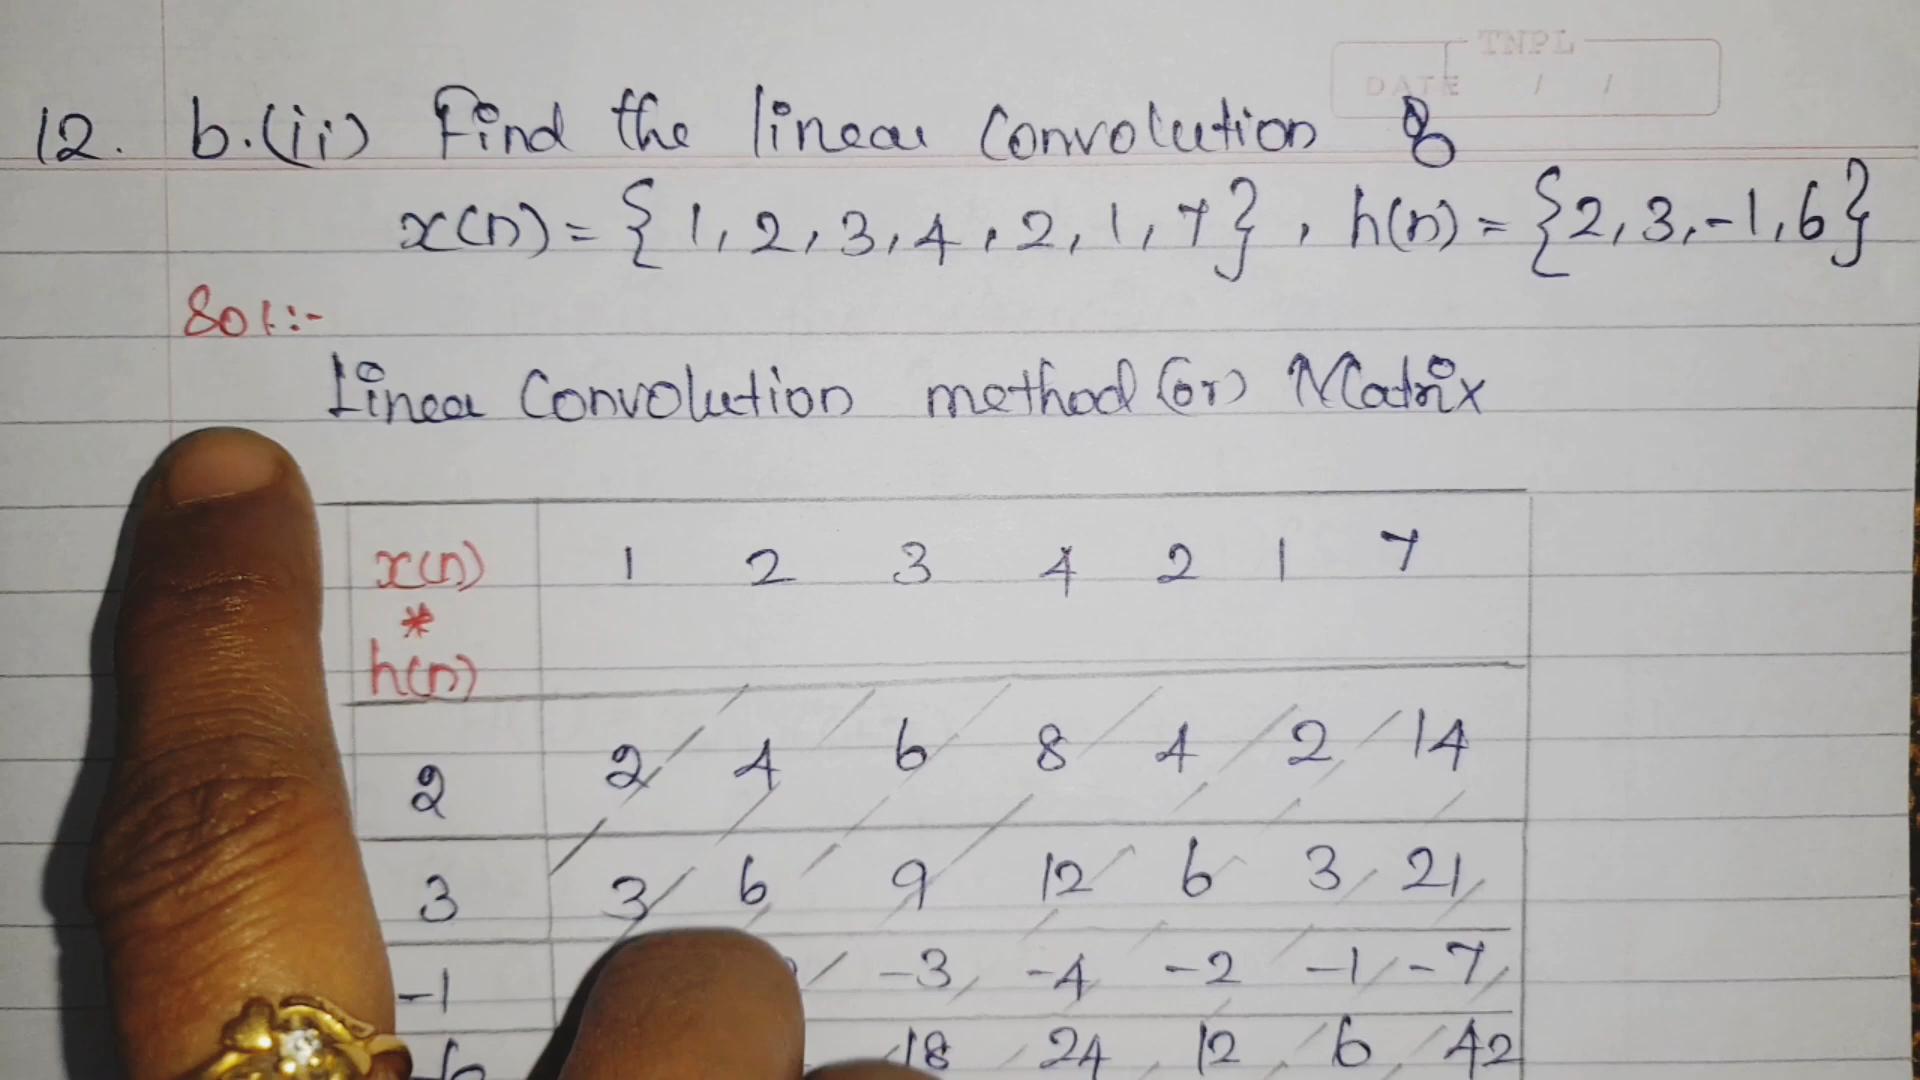 TNPL
DATE / /
12. b.(ii) Find the linear Convolution of
x(n) = {1, 2, 3, 4, 2, 1, 7}, h(n) = {2, 3, -1, 6}
Sol:-
Linear Convolution method (or) Matrix
x(n) 1 2 3 4 2 1 7
*
h(n)
2 2 4 6 8 4 2 14
3 3 6 9 12 6 3 21
-1 -3 -4 -2 -1 -7
6 18 24 12 6 42